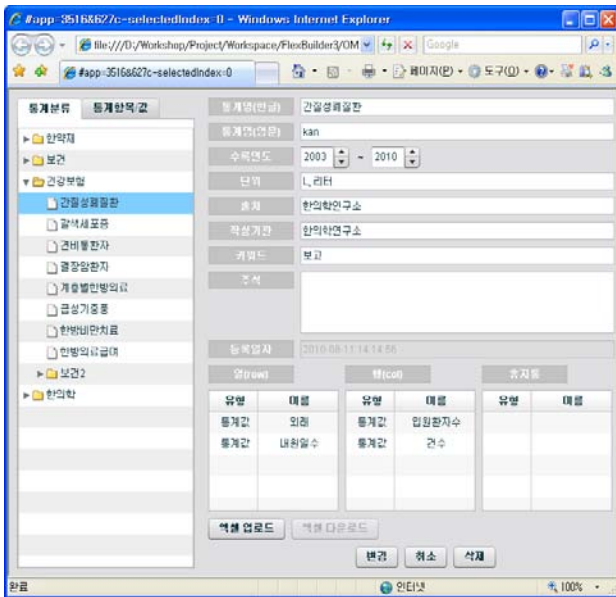 #app=3516&627c-selectedIndex=0 - Windows Internet Explorer
file:///D:/Workshop/Project/Workspace/FlexBuilder3/OM
Google
#app=3516&627c-selectedIndex=0
페이지(P) 도구(O)
통계분류 통계항목/값
한약재
보건
건강보험
간질성폐질환
갈색세포종
견비통환자
결장암환자
계층별한방의료
급성기중풍
한방비만치료
한방의료급여
보건2
한의학
통계명(한글) 간질성폐질환
통계명(영문) kan
수록연도 2003 ~ 2010
단위 L, 리터
출처 한의학연구소
작성기관 한의학연구소
키워드 보고
주석
등록일자 2010-08-11 14:14:56
열(row) 행(col) 휴지통
유형 이름 유형 이름 유형 이름
통계값 외래 통계값 입원환자수
통계값 내원일수 통계값 건수
엑셀 업로드 엑셀 다운로드
변경 취소 삭제
완료 인터넷 100%